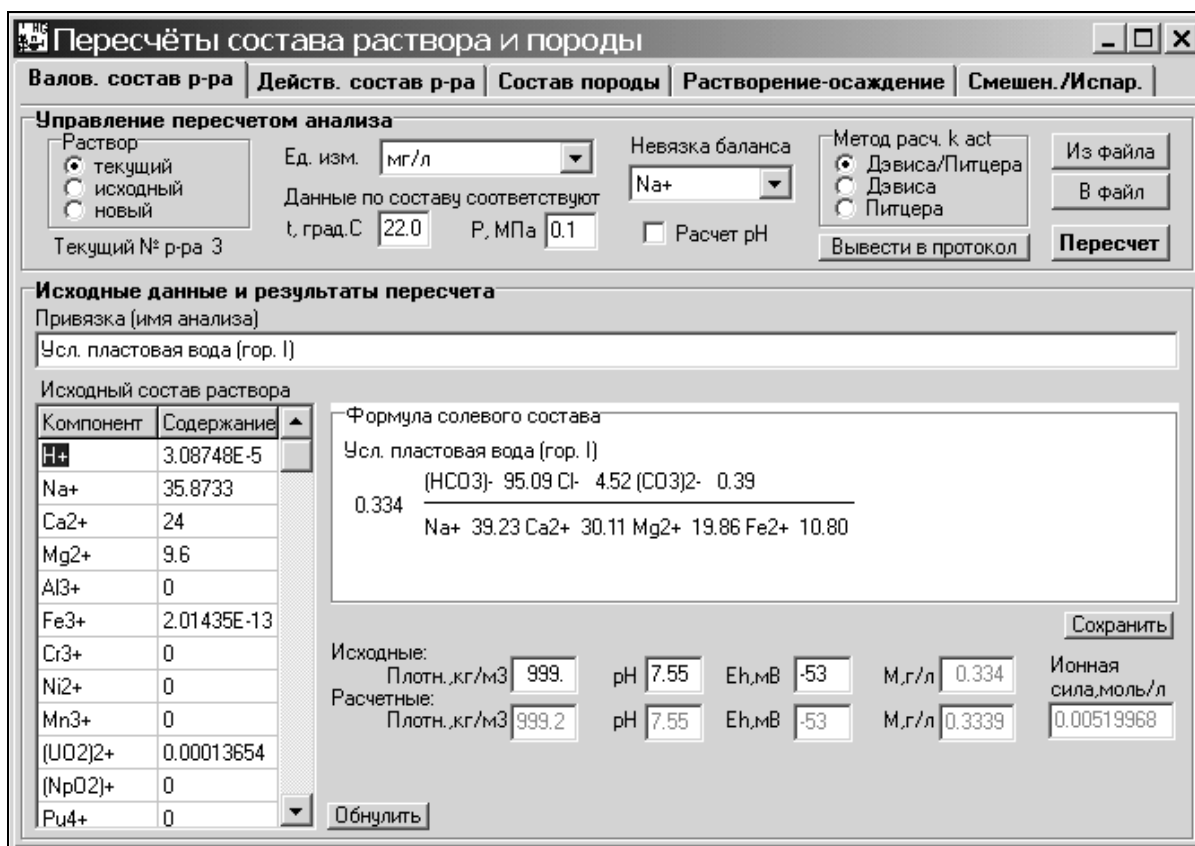 Пересчёты состава раствора и породы
Валов. состав р-ра Действ. состав р-ра Состав породы Растворение-осаждение Смешен./Испар.
Управление пересчетом анализа
Раствор
текущий
исходный
новый
Текущий № р-ра 3
Ед. изм. мг/л
Данные по составу соответствуют
t, град.C 22.0 P, МПа 0.1
Невязка баланса
Na+
Расчет pH
Метод расч. k act
Дэвиса/Питцера
Дэвиса
Питцера
Вывести в протокол
Из файла
В файл
Пересчет
Исходные данные и результаты пересчета
Привязка (имя анализа)
Усл. пластовая вода (гор. I)
Исходный состав раствора
Компонент Содержание
H+ 3.08748E-5
Na+ 35.8733
Ca2+ 24
Mg2+ 9.6
Al3+ 0
Fe3+ 2.01435E-13
Cr3+ 0
Ni2+ 0
Mn3+ 0
(UO2)2+ 0.00013654
(NpO2)+ 0
Pu4+ 0
Формула солевого состава
Усл. пластовая вода (гор. I)
(HCO3)- 95.09 Cl- 4.52 (CO3)2- 0.39
0.334
Na+ 39.23 Ca2+ 30.11 Mg2+ 19.86 Fe2+ 10.80
Сохранить
Исходные:
Плотн.,кг/м3 999. pH 7.55 Eh,мВ -53 М,г/л 0.334
Расчетные:
Плотн.,кг/м3 999.2 pH 7.55 Eh,мВ -53 М,г/л 0.3339
Ионная
сила,моль/л
0.00519968
Обнулить